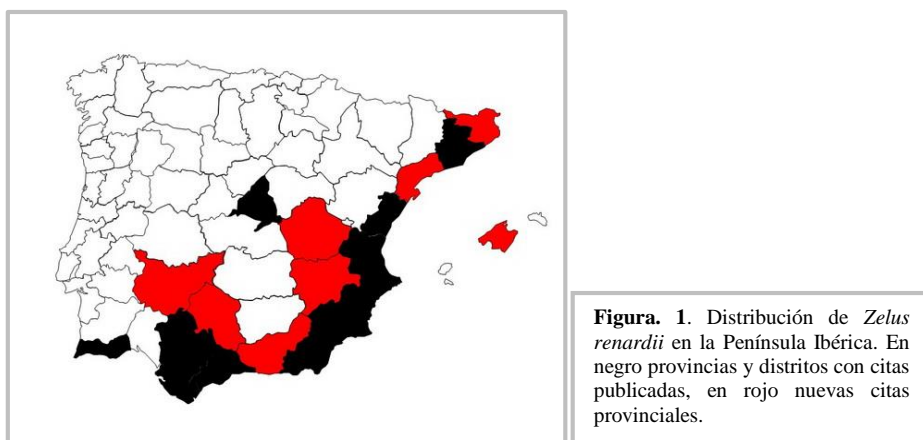 Figura. 1. Distribución de Zelus
renardii en la Península Ibérica. En
negro provincias y distritos con citas
publicadas, en rojo nuevas citas
provinciales.